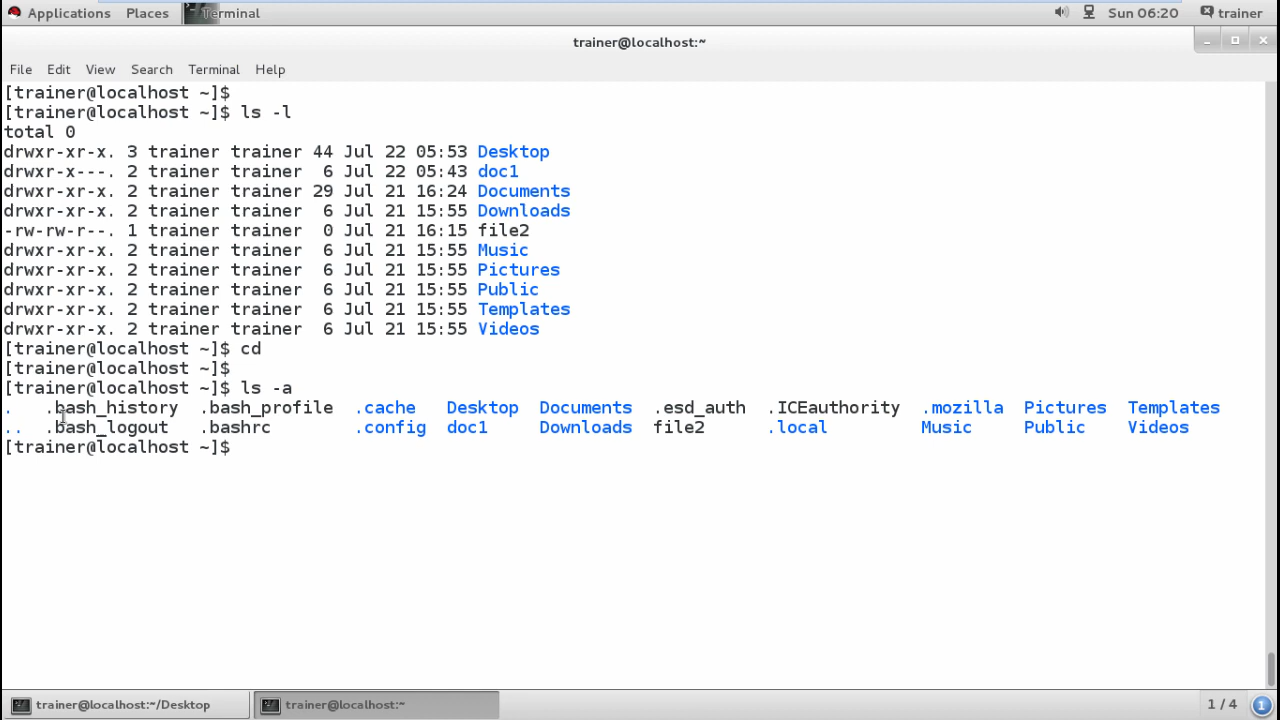 Applications Places Terminal Sun 06:20 trainer
trainer@localhost:~
File Edit View Search Terminal Help
[trainer@localhost ~]$
[trainer@localhost ~]$ ls -l
total 0
drwxr-xr-x. 3 trainer trainer 44 Jul 22 05:53 Desktop
drwxr-x---. 2 trainer trainer  6 Jul 22 05:43 doc1
drwxr-xr-x. 2 trainer trainer 29 Jul 21 16:24 Documents
drwxr-xr-x. 2 trainer trainer  6 Jul 21 15:55 Downloads
-rw-rw-r--. 1 trainer trainer  0 Jul 21 16:15 file2
drwxr-xr-x. 2 trainer trainer  6 Jul 21 15:55 Music
drwxr-xr-x. 2 trainer trainer  6 Jul 21 15:55 Pictures
drwxr-xr-x. 2 trainer trainer  6 Jul 21 15:55 Public
drwxr-xr-x. 2 trainer trainer  6 Jul 21 15:55 Templates
drwxr-xr-x. 2 trainer trainer  6 Jul 21 15:55 Videos
[trainer@localhost ~]$ cd
[trainer@localhost ~]$
[trainer@localhost ~]$ ls -a
.   .bash_history  .bash_profile  .cache   Desktop  Documents  .esd_auth  .ICEauthority  .mozilla  Pictures  Templates
..  .bash_logout   .bashrc        .config  doc1     Downloads  file2      .local         Music     Public    Videos
[trainer@localhost ~]$
trainer@localhost:~/Desktop trainer@localhost:~ 1 / 4 1